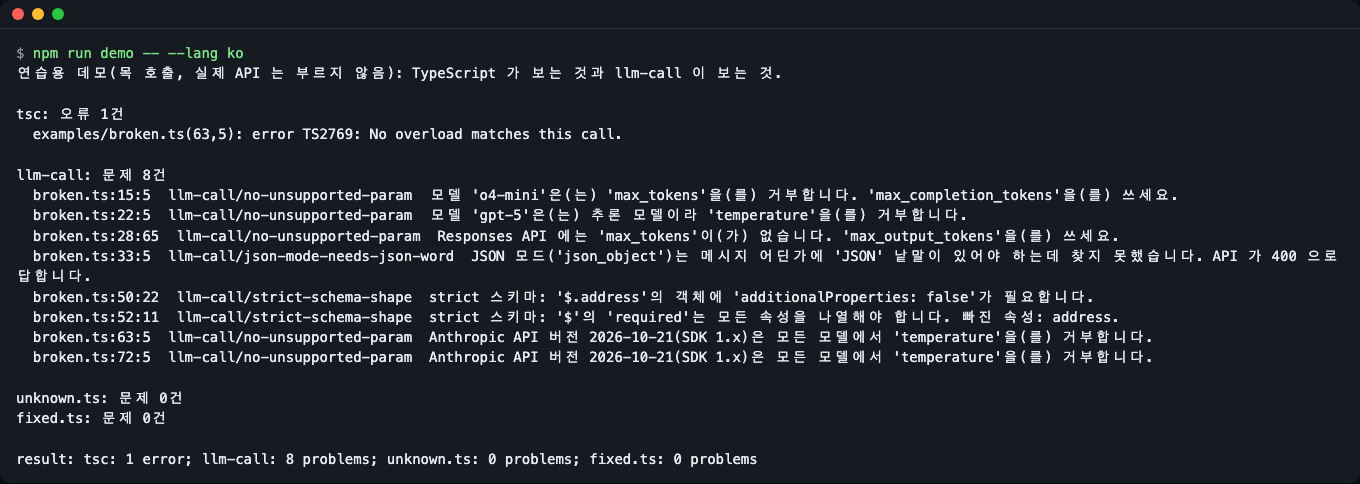 $ npm run demo -- --lang ko
연습용 데모(목 호출, 실제 API 는 부르지 않음): TypeScript 가 보는 것과 llm-call 이 보는 것.
tsc: 오류 1건
examples/broken.ts(63,5): error TS2769: No overload matches this call.
llm-call: 문제 8건
broken.ts:15:5  llm-call/no-unsupported-param  모델 'o4-mini'은(는) 'max_tokens'을(를) 거부합니다. 'max_completion_tokens'을(를) 쓰세요.
broken.ts:22:5  llm-call/no-unsupported-param  모델 'gpt-5'은(는) 추론 모델이라 'temperature'을(를) 거부합니다.
broken.ts:28:65  llm-call/no-unsupported-param  Responses API 에는 'max_tokens'이(가) 없습니다. 'max_output_tokens'을(를) 쓰세요.
broken.ts:33:5  llm-call/json-mode-needs-json-word  JSON 모드('json_object')는 메시지 어딘가에 'JSON' 낱말이 있어야 하는데 찾지 못했습니다. API 가 400 으로
답합니다.
broken.ts:50:22  llm-call/strict-schema-shape  strict 스키마: '$.address'의 객체에 'additionalProperties: false'가 필요합니다.
broken.ts:52:11  llm-call/strict-schema-shape  strict 스키마: '$'의 'required'는 모든 속성을 나열해야 합니다. 빠진 속성: address.
broken.ts:63:5  llm-call/no-unsupported-param  Anthropic API 버전 2026-10-21(SDK 1.x)은 모든 모델에서 'temperature'을(를) 거부합니다.
broken.ts:72:5  llm-call/no-unsupported-param  Anthropic API 버전 2026-10-21(SDK 1.x)은 모든 모델에서 'temperature'을(를) 거부합니다.
unknown.ts: 문제 0건
fixed.ts: 문제 0건
result: tsc: 1 error; llm-call: 8 problems; unknown.ts: 0 problems; fixed.ts: 0 problems